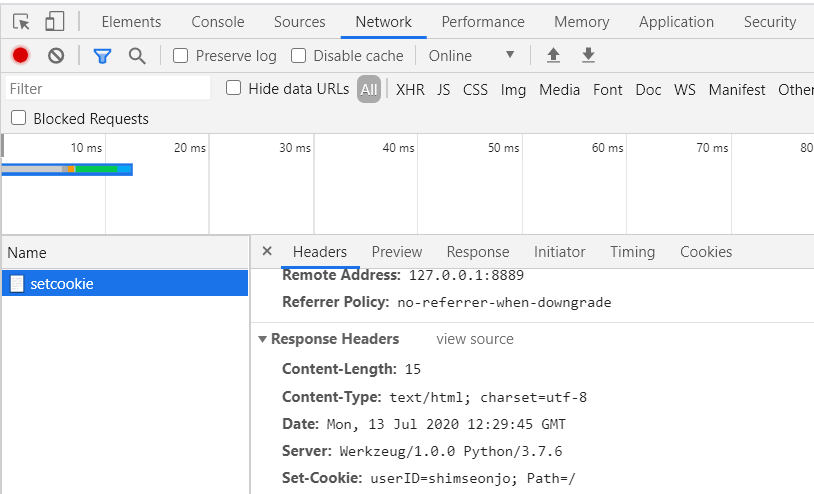 Elements Console Sources Network Performance Memory Application Security
Preserve log Disable cache Online
Filter Hide data URLs All XHR JS CSS Img Media Font Doc WS Manifest Other
Blocked Requests
10 ms 20 ms 30 ms 40 ms 50 ms 60 ms 70 ms 80
Name × Headers Preview Response Initiator Timing Cookies
setcookie
Remote Address: 127.0.0.1:8889
Referrer Policy: no-referrer-when-downgrade
Response Headers view source
Content-Length: 15
Content-Type: text/html; charset=utf-8
Date: Mon, 13 Jul 2020 12:29:45 GMT
Server: Werkzeug/1.0.0 Python/3.7.6
Set-Cookie: userID=shimseonjo; Path=/